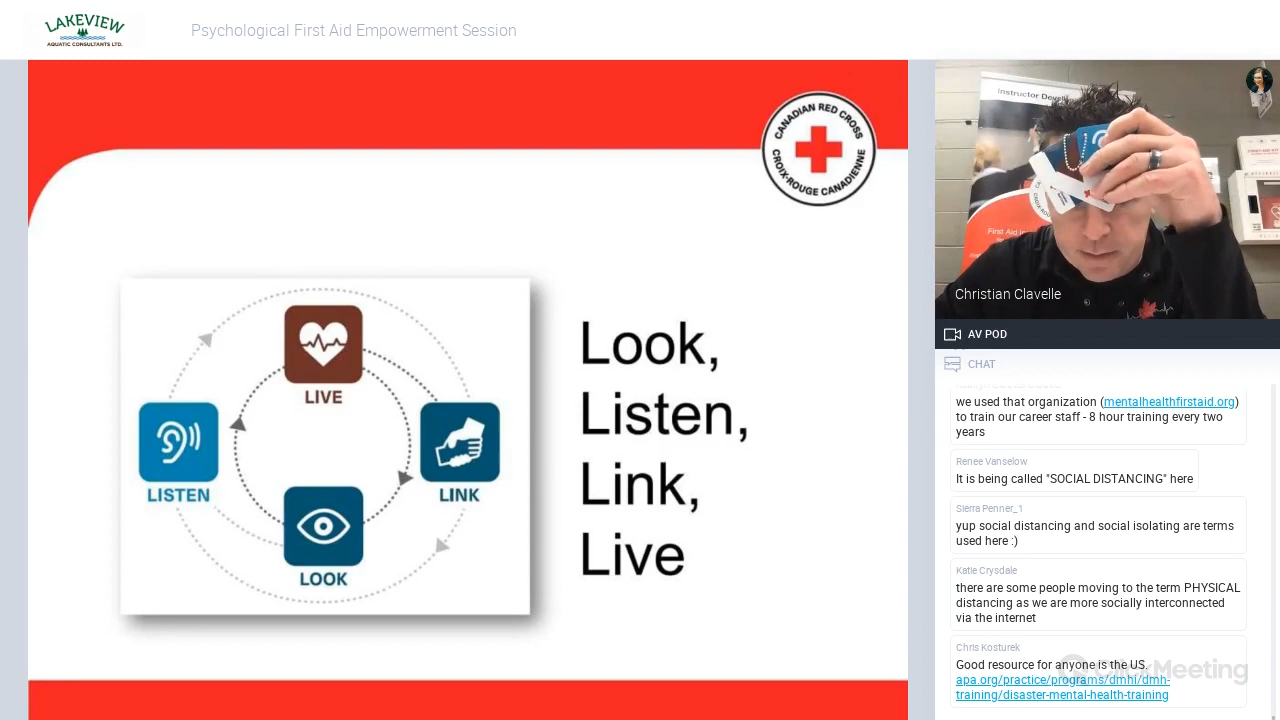 LAKEVIEW
AQUATIC CONSULTANTS LTD.
Psychological First Aid Empowerment Session
CANADIAN RED CROSS
CROIX-ROUGE CANADIENNE
LIVE
LISTEN
LINK
LOOK
Look,
Listen,
Link,
Live
Instructor
First Aid
Christian Clavelle
AV POD
CHAT
we used that organization (mentalhealthfirstaid.org)
to train our career staff - 8 hour training every two
years
Renee Vanselow
It is being called "SOCIAL DISTANCING" here
Sierra Penner_1
yup social distancing and social isolating are terms
used here :)
Katie Crysdale
there are some people moving to the term PHYSICAL
distancing as we are more socially interconnected
via the internet
Chris Kosturek
Good resource for anyone is the US.
apa.org/practice/programs/dmhi/dmh-
training/disaster-mental-health-training
ClickMeeting